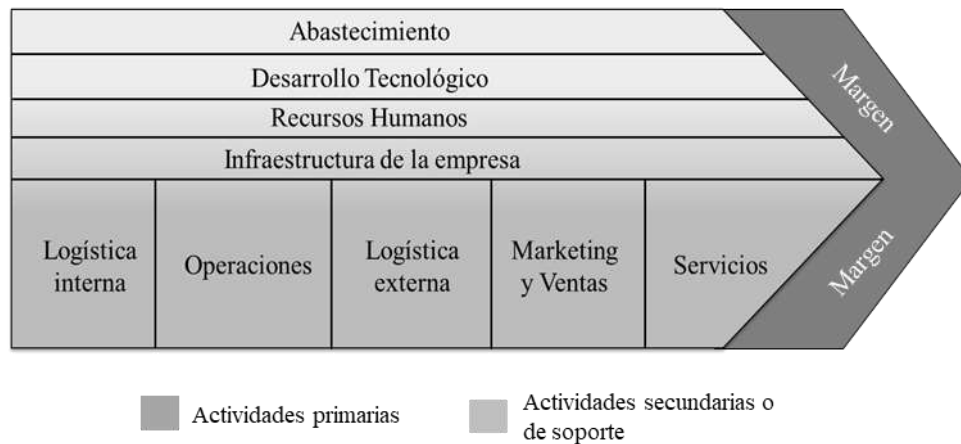 Abastecimiento
Desarrollo Tecnológico
Recursos Humanos
Infraestructura de la empresa
Margen
Margen
Logística
interna
Operaciones
Logística
externa
Marketing
y Ventas
Servicios
Actividades primarias
Actividades secundarias o
de soporte